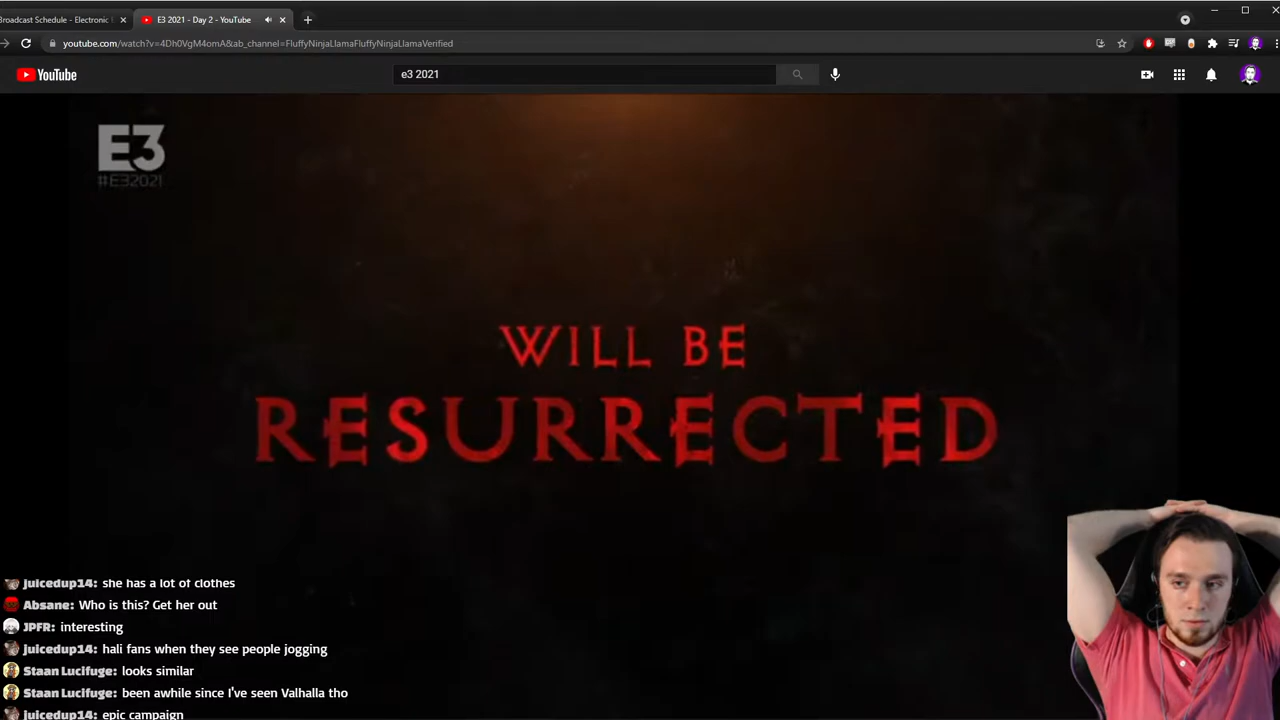 Broadcast Schedule - Electronic E
E3 2021 - Day 2 - YouTube
youtube.com/watch?v=4Dh0VgM4omA&ab_channel=FluffyNinjaLlamaFluffyNinjaLlamaVerified
YouTube
e3 2021
E3
#E32021
WILL BE
RESURRECTED
juicedup14: she has a lot of clothes
Absane: Who is this? Get her out
JPFR: interesting
juicedup14: hali fans when they see people jogging
Staan Lucifuge: looks similar
Staan Lucifuge: been awhile since I've seen Valhalla tho
juicedup14: epic campaign